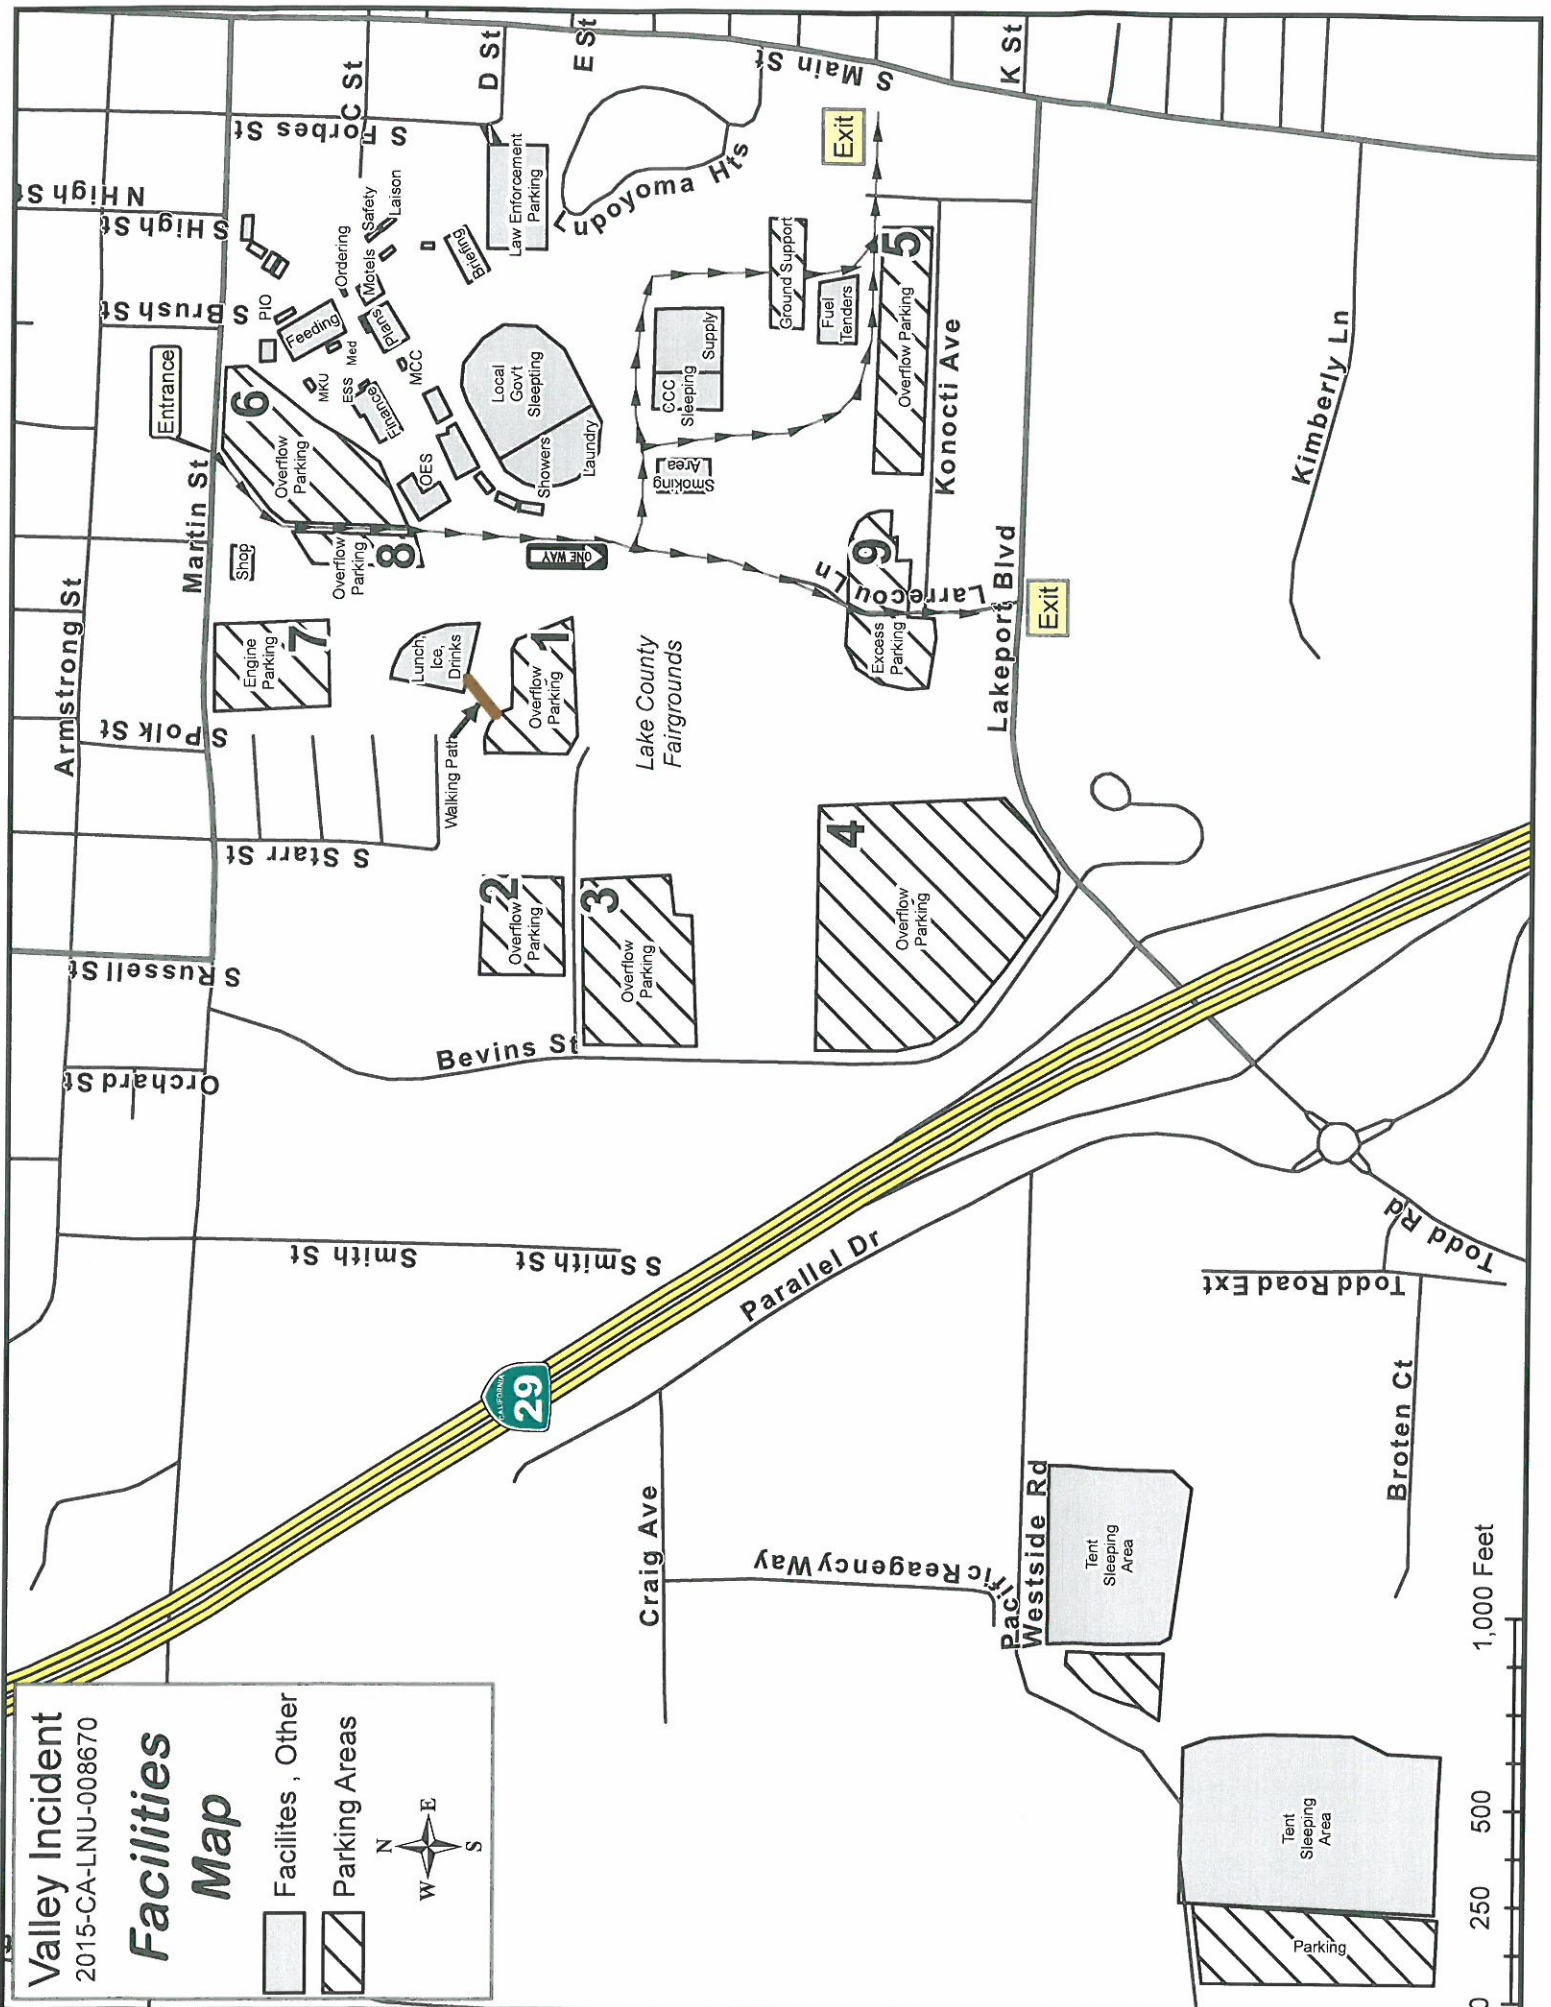 Valley Incident
2015-CA-LNU-008670
Facilities
Map
Facilites , Other
Parking Areas
N
W
E
S
CALIFORNIA
29
Armstrong St
Martin St
Orchard St
S Russell St
S Starr St
S Polk St
S Brush St
S High St
N High St
S Forbes St
C St
D St
E St
K St
S Main St
Lupoyoma Hts
Smith St
S Smith St
Bevins St
Parallel Dr
Craig Ave
Pacific Reagency Way
Westside Rd
Todd Rd
Todd Road Ext
Broten Ct
Kimberly Ln
Lakeport Blvd
Konocti Ave
Larrecou Ln
Entrance
Exit
Exit
ONE WAY
Shop
Engine
Parking
7
Overflow
Parking
6
Overflow
Parking
8
PIO
Feeding
Ordering
Motels
Safety
Laison
Med
MKU
ESS
Plans
MCC
Finance
OES
Briefing
Law Enforcement
Parking
Local
Gov't
Sleepting
Showers
Laundry
Smoking
Area
CCC
Sleeping
Supply
Ground Support
Fuel
Tenders
Overflow Parking
5
9
Excess
Parking
Lunch,
Ice,
Drinks
Walking Path
Overflow
Parking
1
Lake County
Fairgrounds
Overflow
Parking
2
Overflow
Parking
3
Overflow
Parking
4
Tent
Sleeping
Area
Tent
Sleeping
Area
Parking
0
250
500
1,000 Feet